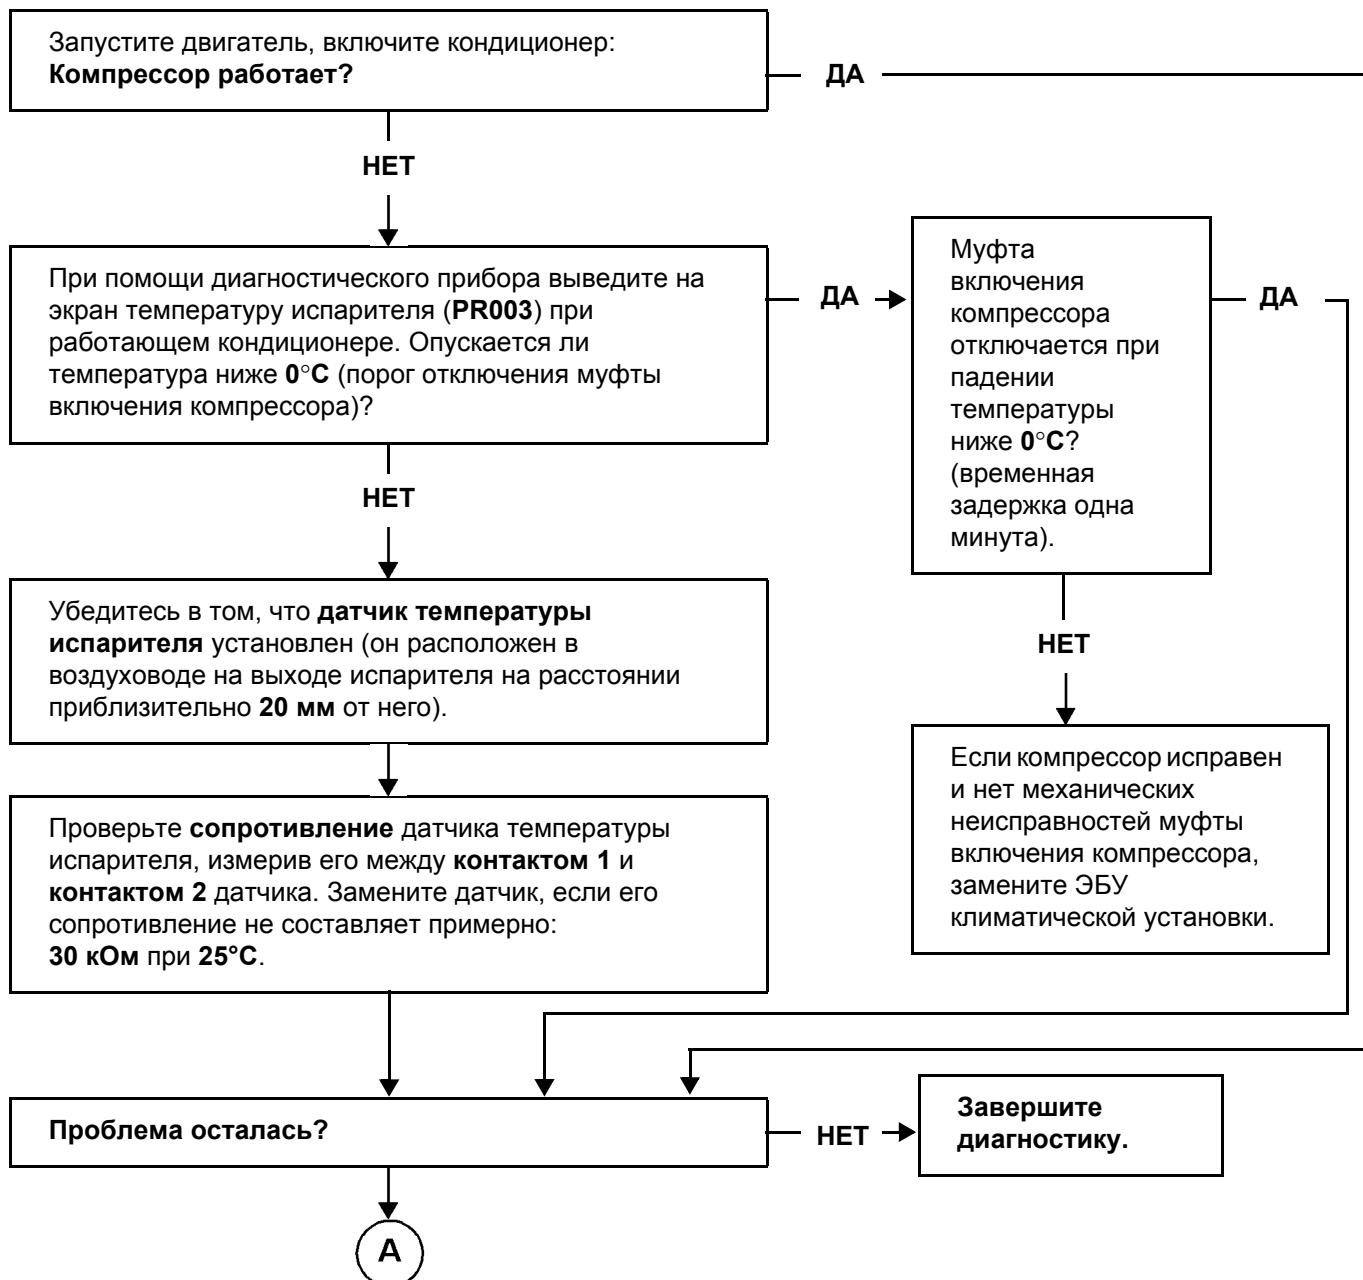 Запустите двигатель, включите кондиционер:
Компрессор работает?
ДА
НЕТ
При помощи диагностического прибора выведите на
экран температуру испарителя (PR003) при
работающем кондиционере. Опускается ли
температура ниже 0°C (порог отключения муфты
включения компрессора)?
ДА
Муфта
включения
компрессора
отключается при
падении
температуры
ниже 0°C?
(временная
задержка одна
минута).
ДА
НЕТ
НЕТ
Убедитесь в том, что датчик температуры
испарителя установлен (он расположен в
воздуховоде на выходе испарителя на расстоянии
приблизительно 20 мм от него).
Если компрессор исправен
и нет механических
неисправностей муфты
включения компрессора,
замените ЭБУ
климатической установки.
Проверьте сопротивление датчика температуры
испарителя, измерив его между контактом 1 и
контактом 2 датчика. Замените датчик, если его
сопротивление не составляет примерно:
30 кОм при 25°C.
Проблема осталась?
НЕТ
Завершите
диагностику.
А